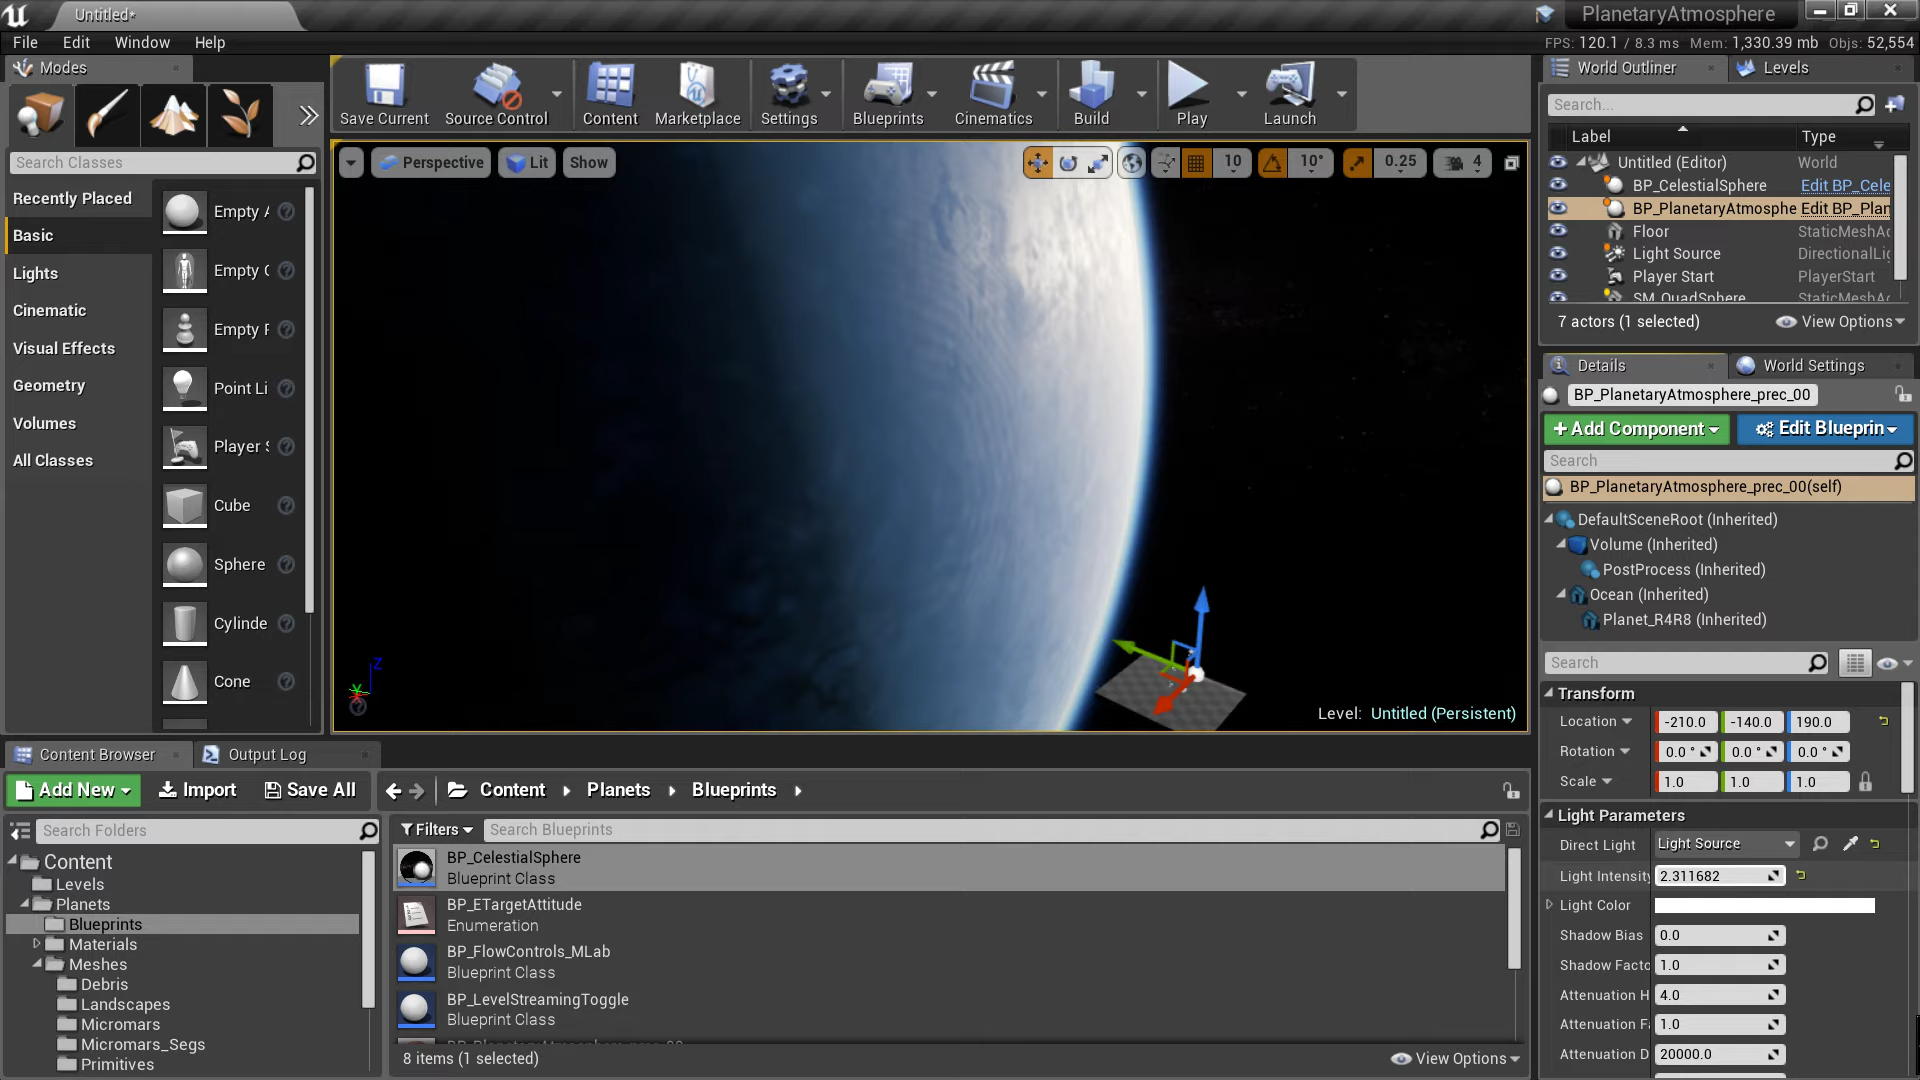 Untitled*
PlanetaryAtmosphere
File Edit Window Help
FPS: 120.1 / 8.3 ms Mem: 1,330.39 mb Objs: 52,554
Modes
Search Classes
Recently Placed
Basic
Lights
Cinematic
Visual Effects
Geometry
Volumes
All Classes
Empty A
Empty C
Empty P
Point Li
Player S
Cube
Sphere
Cylinde
Cone
Save Current
Source Control
Content
Marketplace
Settings
Blueprints
Cinematics
Build
Play
Launch
Perspective
Lit
Show
10
10°
0.25
4
Z
Level: Untitled (Persistent)
World Outliner
Levels
Search...
Label Type
Untitled (Editor) World
BP_CelestialSphere Edit BP_Cele
BP_PlanetaryAtmosphe Edit BP_Plan
Floor StaticMeshAc
Light Source DirectionalLig
Player Start PlayerStart
SM_QuadSphere StaticMeshAc
7 actors (1 selected)
View Options
Details
World Settings
BP_PlanetaryAtmosphere_prec_00
Add Component
Edit Blueprin
Search
BP_PlanetaryAtmosphere_prec_00(self)
DefaultSceneRoot (Inherited)
Volume (Inherited)
PostProcess (Inherited)
Ocean (Inherited)
Planet_R4R8 (Inherited)
Search
Transform
Location -210.0 -140.0 190.0
Rotation 0.0 ° 0.0 ° 0.0 °
Scale 1.0 1.0 1.0
Light Parameters
Direct Light Light Source
Light Intensity 2.311682
Light Color
Shadow Bias 0.0
Shadow Facto 1.0
Attenuation H 4.0
Attenuation Fa 1.0
Attenuation D 20000.0
Content Browser
Output Log
Add New
Import
Save All
Content Planets Blueprints
Search Folders
Filters
Search Blueprints
Content
Levels
Planets
Blueprints
Materials
Meshes
Debris
Landscapes
Micromars
Micromars_Segs
Primitives
BP_CelestialSphere
Blueprint Class
BP_ETargetAttitude
Enumeration
BP_FlowControls_MLab
Blueprint Class
BP_LevelStreamingToggle
Blueprint Class
8 items (1 selected)
View Options